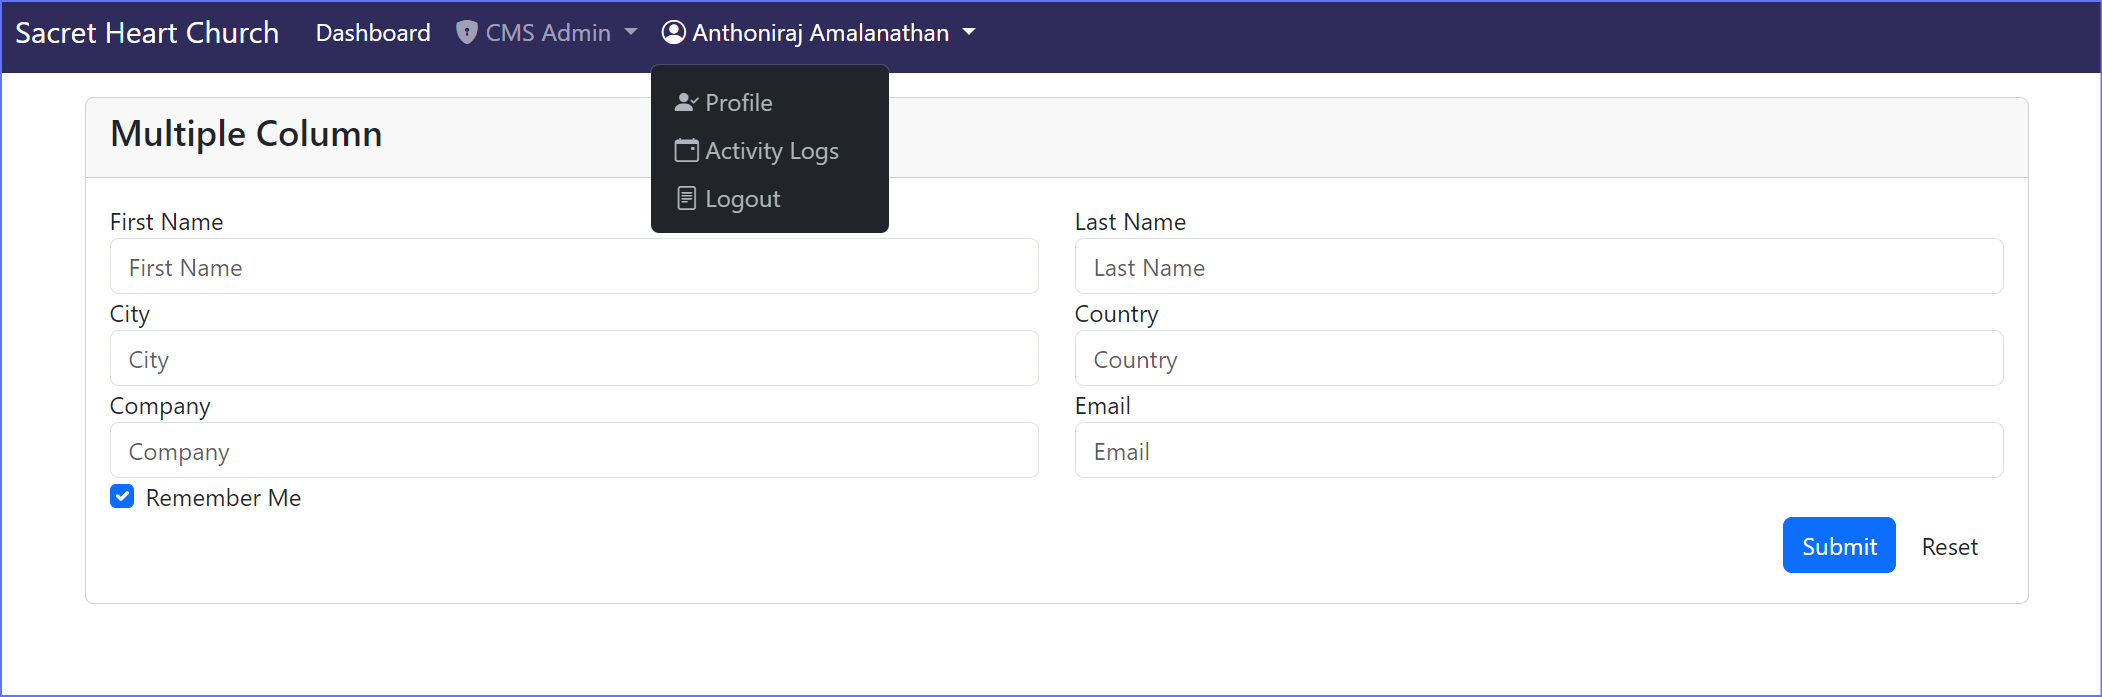 Sacret Heart Church Dashboard CMS Admin Anthoniraj Amalanathan
Profile
Activity Logs
Logout
Multiple Column
First Name Last Name
First Name Last Name
City Country
City Country
Company Email
Company Email
Remember Me
Submit Reset